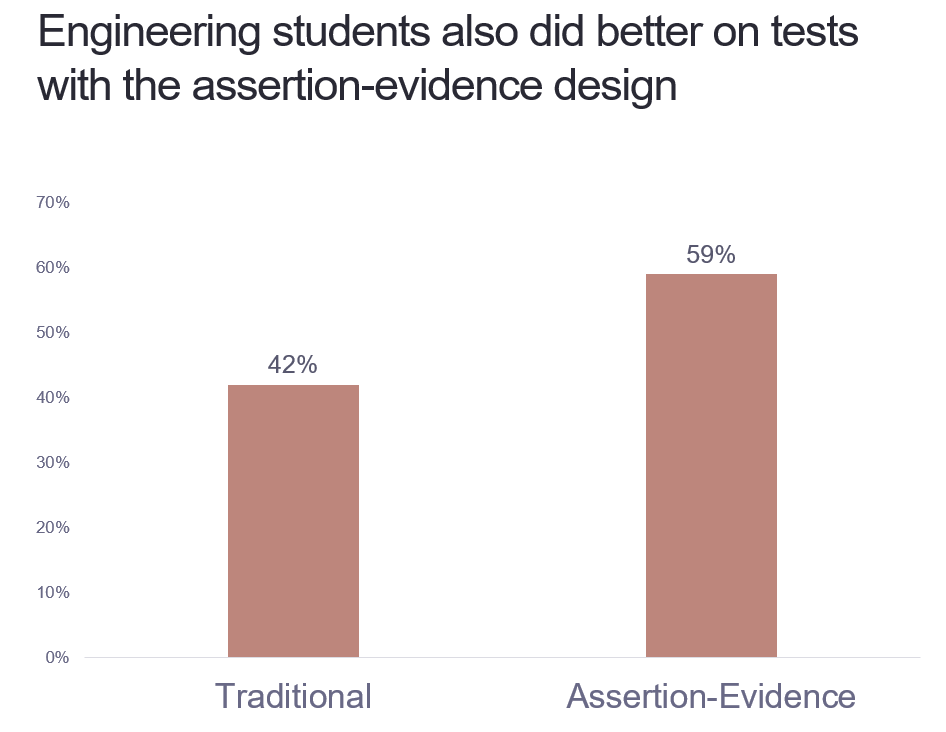 Engineering students also did better on tests
with the assertion-evidence design
70%
60%
50%
40%
30%
20%
10%
0%
42%
59%
Traditional
Assertion-Evidence